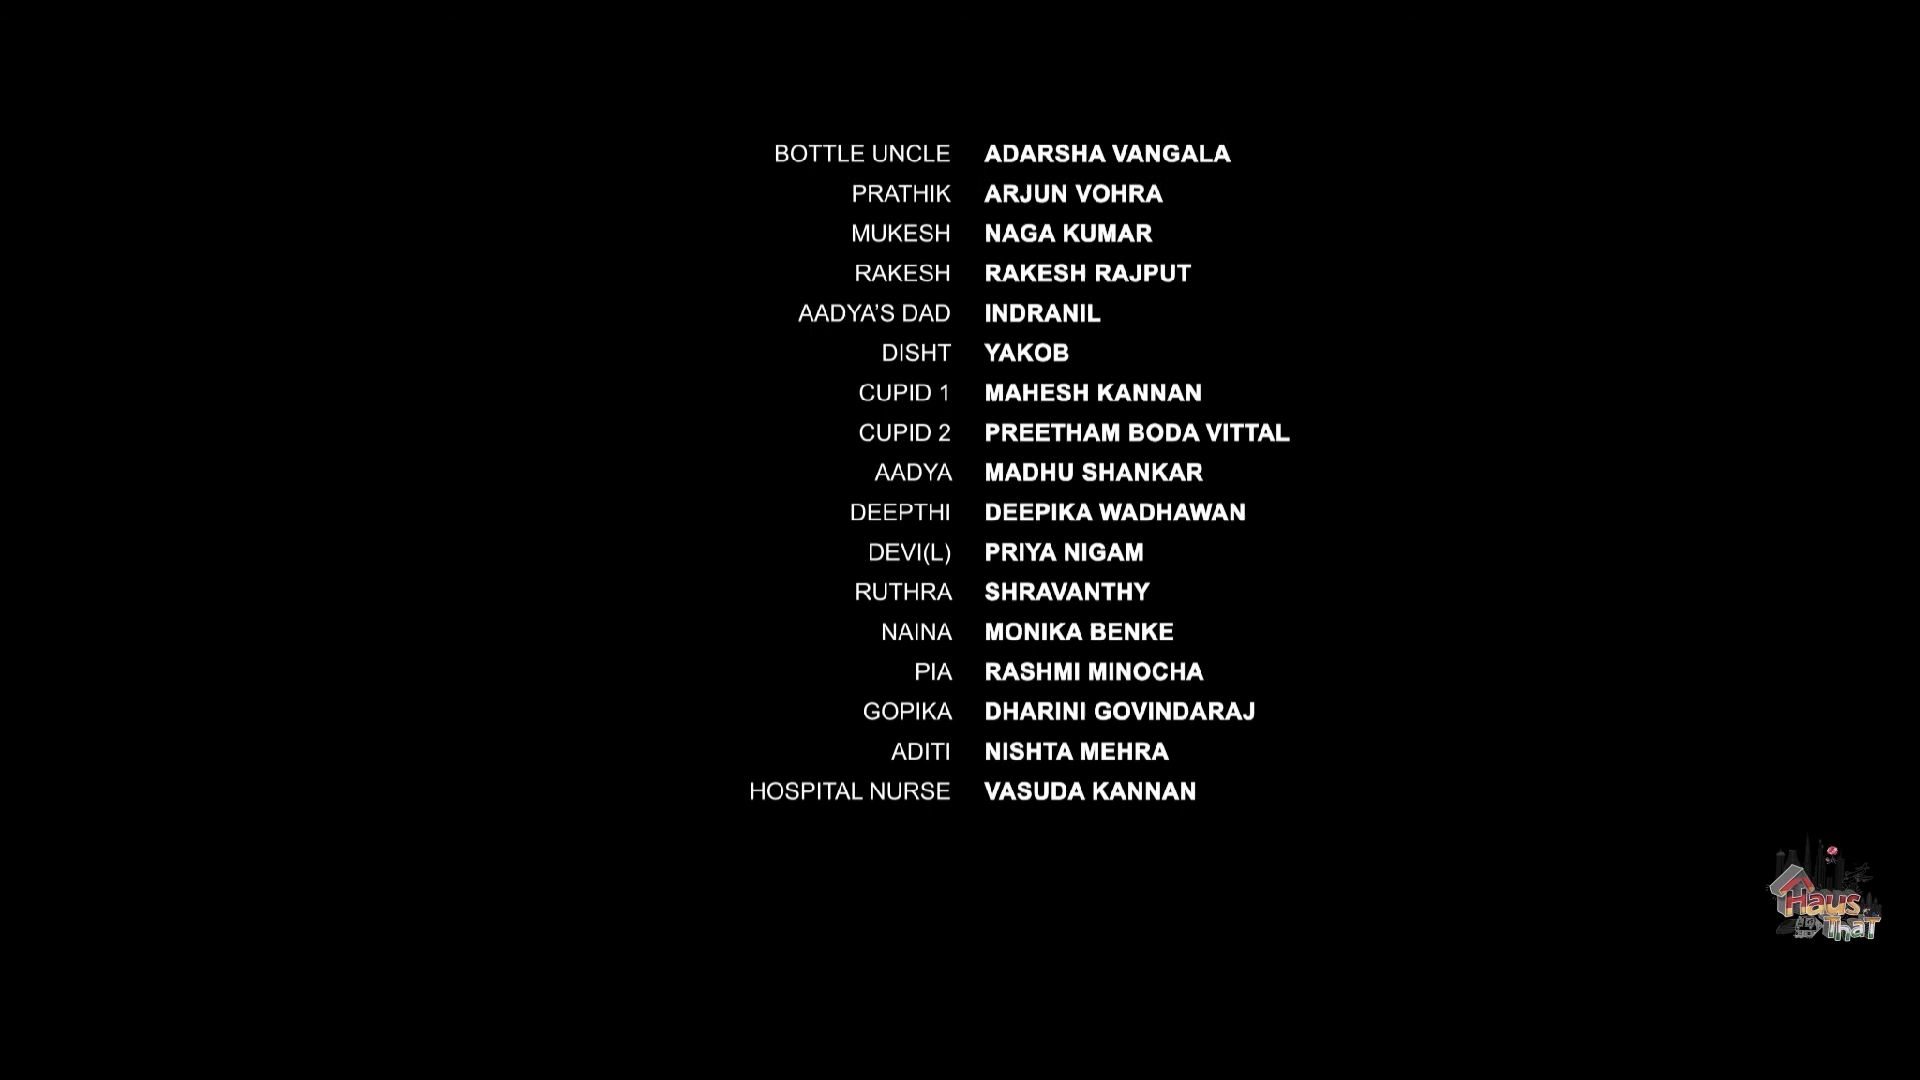 BOTTLE UNCLE ADARSHA VANGALA
PRATHIK ARJUN VOHRA
MUKESH NAGA KUMAR
RAKESH RAKESH RAJPUT
AADYA’S DAD INDRANIL
DISHT YAKOB
CUPID 1 MAHESH KANNAN
CUPID 2 PREETHAM BODA VITTAL
AADYA MADHU SHANKAR
DEEPTHI DEEPIKA WADHAWAN
DEVI(L) PRIYA NIGAM
RUTHRA SHRAVANTHY
NAINA MONIKA BENKE
PIA RASHMI MINOCHA
GOPIKA DHARINI GOVINDARAJ
ADITI NISHTA MEHRA
HOSPITAL NURSE VASUDA KANNAN
Haus
ThaT